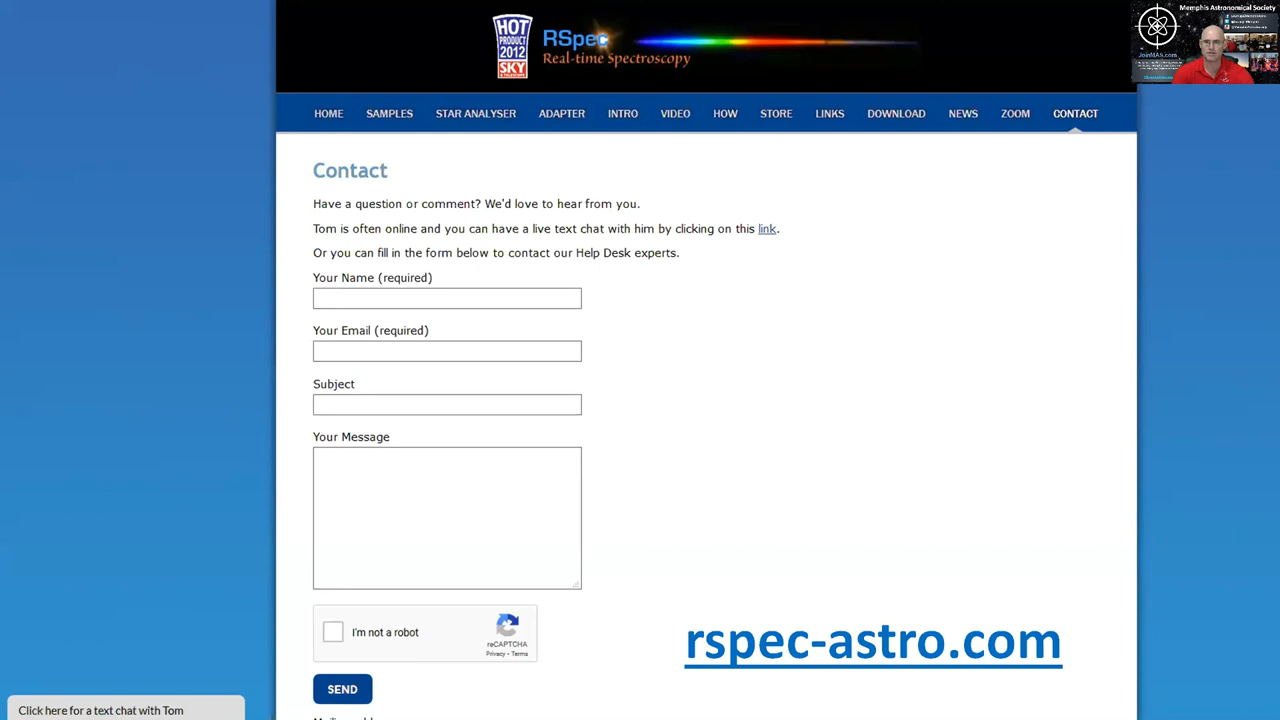 Memphis Astronomical Society
JoinMAS.com
HOT
PRODUCT
2012
SKY
RSpec
Real-time Spectroscopy
HOME SAMPLES STAR ANALYSER ADAPTER INTRO VIDEO HOW STORE LINKS DOWNLOAD NEWS ZOOM CONTACT
Contact
Have a question or comment? We'd love to hear from you.
Tom is often online and you can have a live text chat with him by clicking on this link.
Or you can fill in the form below to contact our Help Desk experts.
Your Name (required)
Your Email (required)
Subject
Your Message
I'm not a robot
reCAPTCHA
Privacy - Terms
rspec-astro.com
SEND
Click here for a text chat with Tom